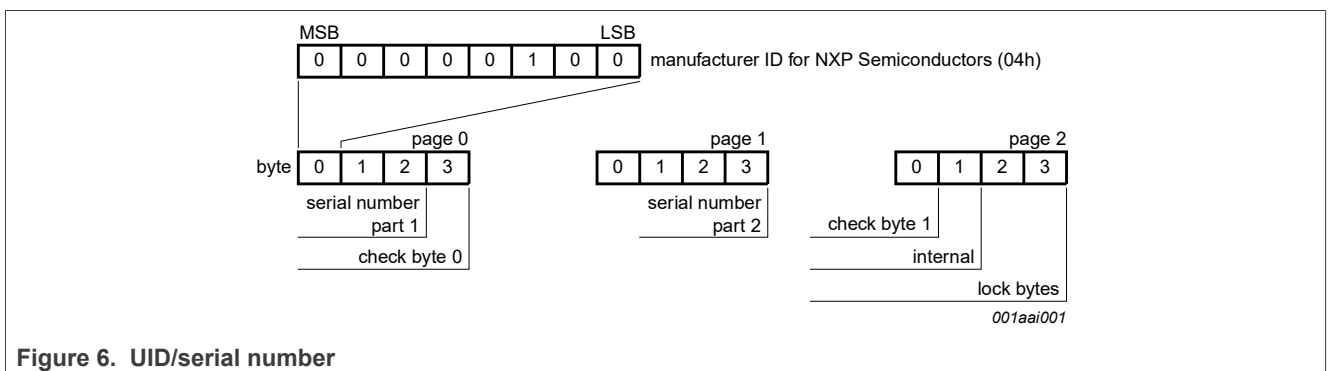 MSB LSB
0 0 0 0 0 1 0 0 manufacturer ID for NXP Semiconductors (04h)
page 0 page 1 page 2
byte 0 1 2 3 0 1 2 3 0 1 2 3
serial number
part 1
check byte 0
serial number
part 2
check byte 1
internal
lock bytes
001aai001
Figure 6. UID/serial number